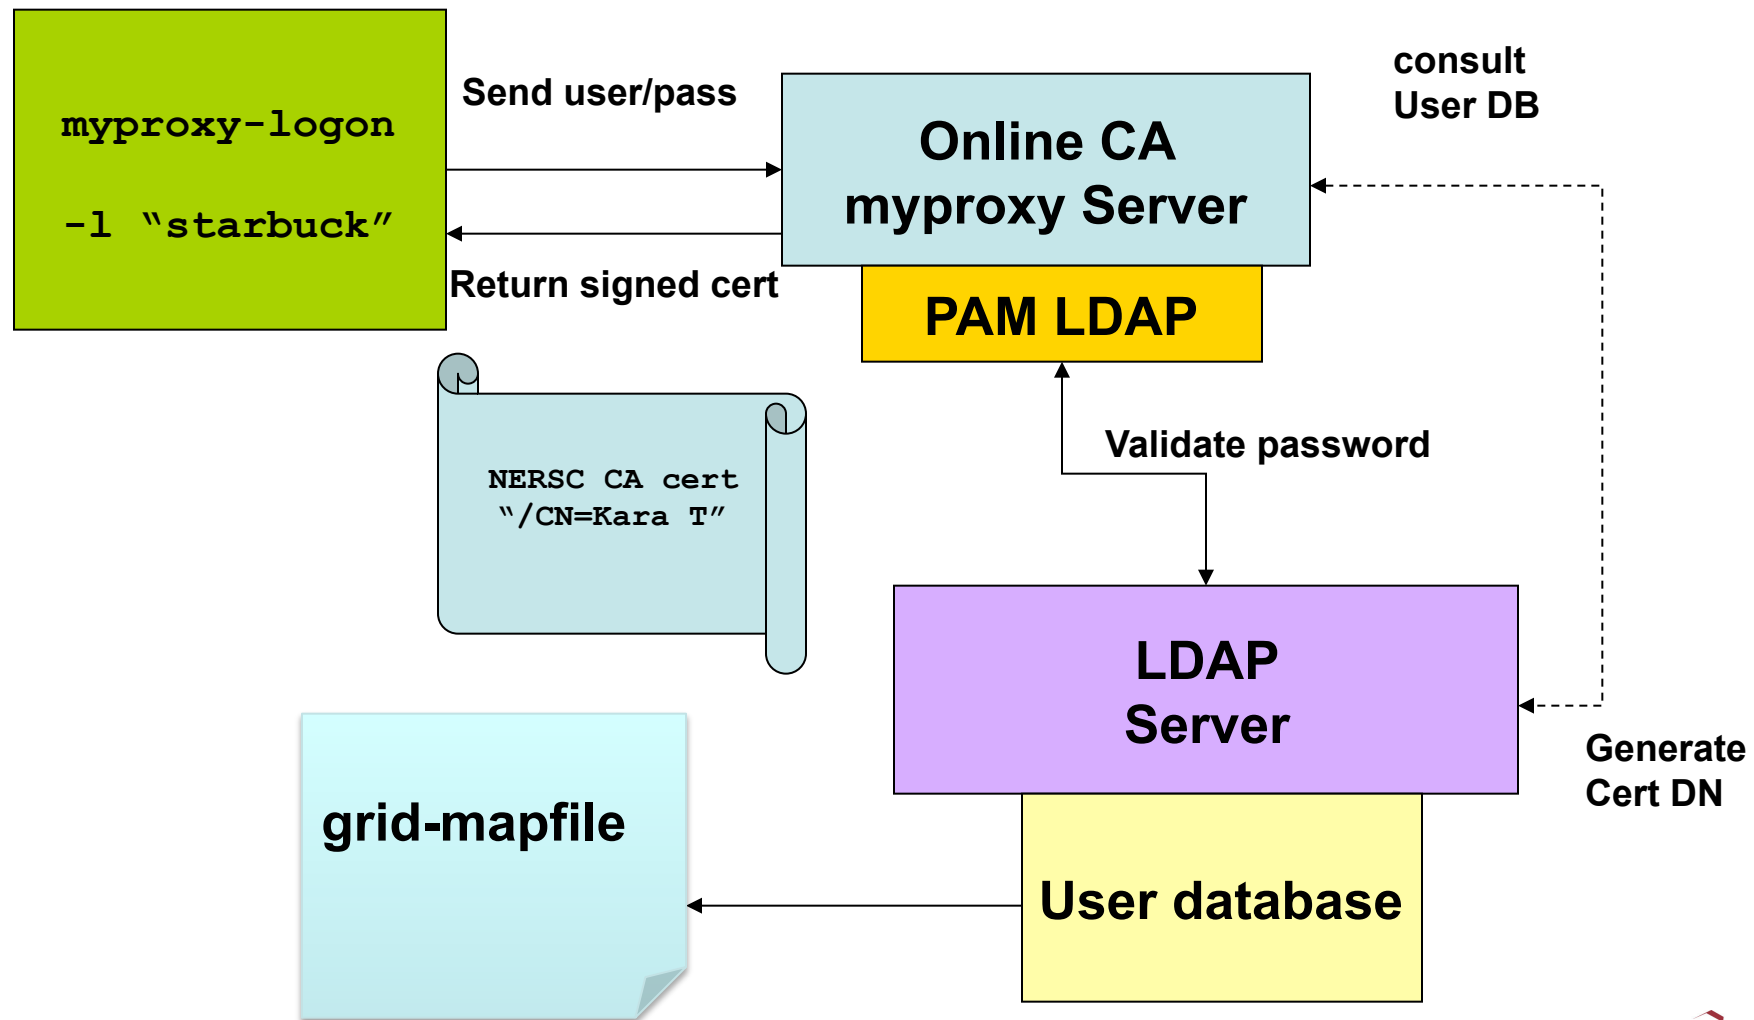 myproxy-logon
-l “starbuck”
Send user/pass
Return signed cert
Online CA
myproxy Server
PAM LDAP
consult
User DB
NERSC CA cert
“/CN=Kara T”
Validate password
LDAP
Server
Generate
Cert DN
grid-mapfile
User database